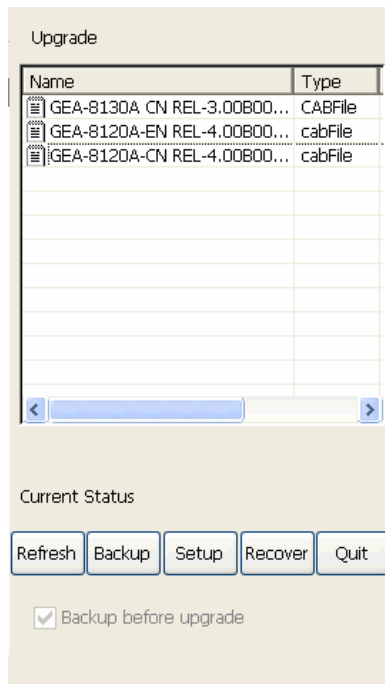 Upgrade
Name Type
GEA-8130A CN REL-3.00B00... CABFile
GEA-8120A-EN REL-4.00B00... cabFile
GEA-8120A-CN REL-4.00B00... cabFile
Current Status
Refresh Backup Setup Recover Quit
Backup before upgrade